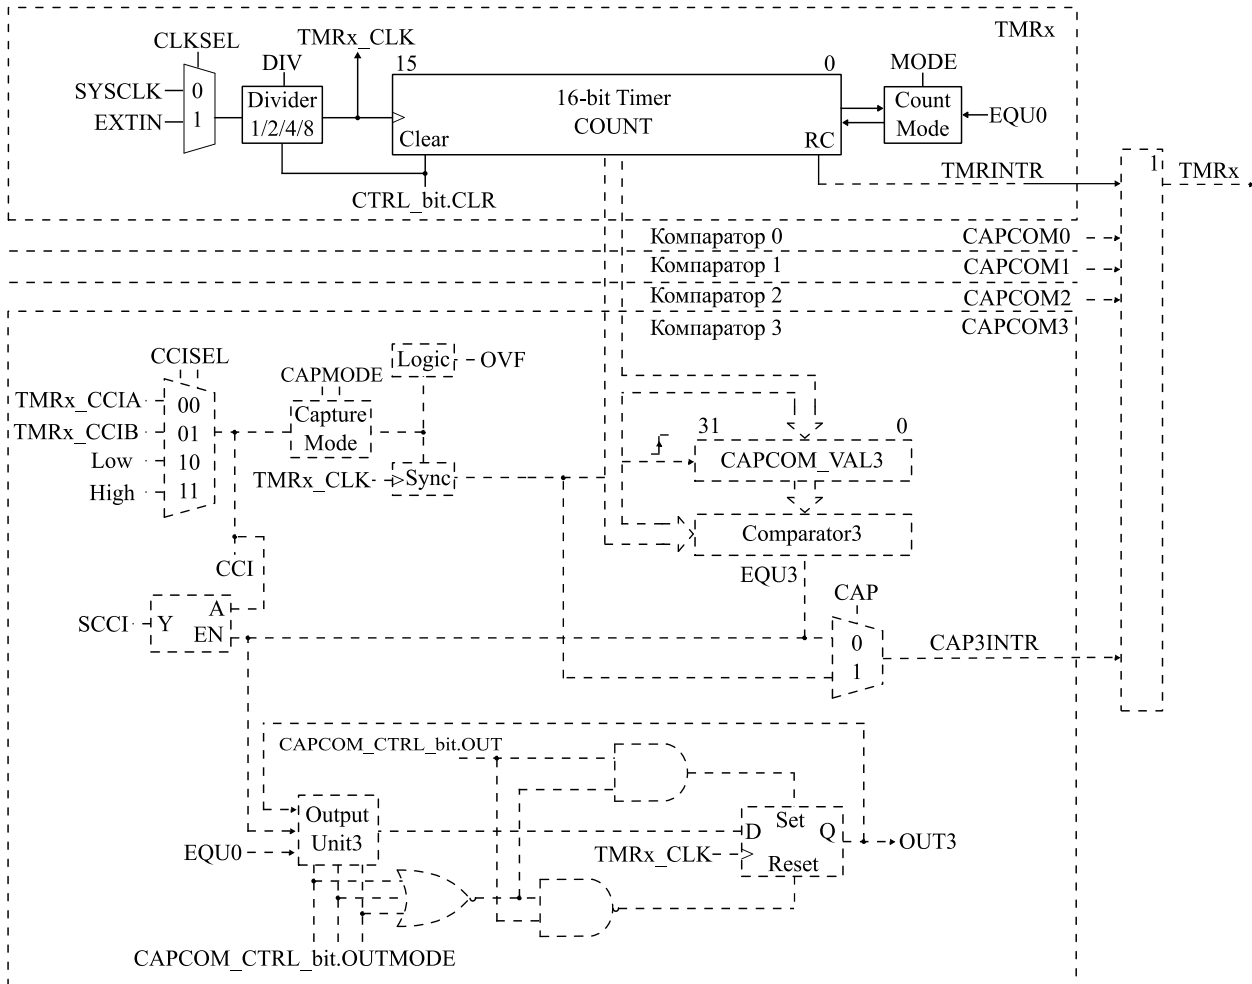 TMRx
CLKSEL
TMRx_CLK
DIV
15
0
MODE
SYSCLK
0
Divider
16-bit Timer
Count
EXTIN
1
1/2/4/8
COUNT
Mode
EQU0
Clear
RC
TMRINTR
1
TMRx
CTRL_bit.CLR
Компаратор 0
CAPCOM0
Компаратор 1
CAPCOM1
Компаратор 2
CAPCOM2
Компаратор 3
CAPCOM3
CCISEL
Logic
OVF
CAPMODE
TMRx_CCIA
00
Capture
Mode
TMRx_CCIB
01
31
0
Low
10
CAPCOM_VAL3
TMRx_CLK
Sync
High
11
Comparator3
CCI
EQU3
CAP
SCCI
Y
A
EN
0
1
CAP3INTR
CAPCOM_CTRL_bit.OUT
Output
Unit3
D
Set
Q
OUT3
EQU0
TMRx_CLK
Reset
CAPCOM_CTRL_bit.OUTMODE